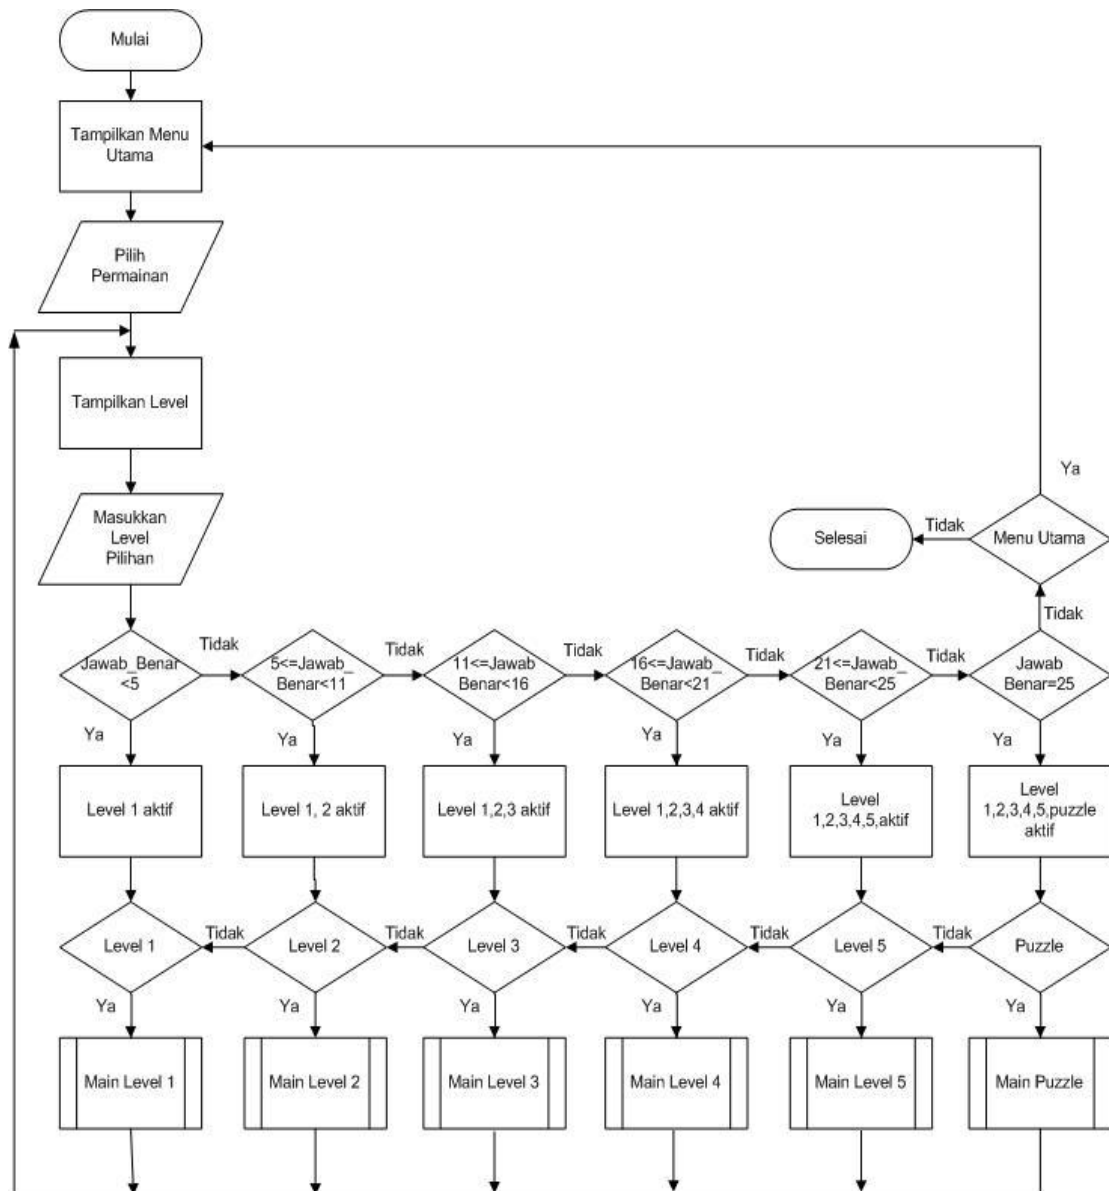 Mulai
Tampilkan Menu
Utama
Pilih
Permainan
Tampilkan Level
Masukkan
Level
Pilihan
Ya
Selesai
Tidak
Menu Utama
Tidak
Jawab_Benar
<5
Tidak
5<=Jawab_
Benar<11
Tidak
11<=Jawab
Benar<16
Tidak
16<=Jawab_
Benar<21
Tidak
21<=Jawab_
Benar<25
Tidak
Jawab
Benar=25
Ya
Ya
Ya
Ya
Ya
Ya
Level 1 aktif
Level 1, 2 aktif
Level 1,2,3 aktif
Level 1,2,3,4 aktif
Level
1,2,3,4,5,aktif
Level
1,2,3,4,5,puzzle
aktif
Level 1
Tidak
Level 2
Tidak
Level 3
Tidak
Level 4
Tidak
Level 5
Tidak
Puzzle
Ya
Ya
Ya
Ya
Ya
Ya
Main Level 1
Main Level 2
Main Level 3
Main Level 4
Main Level 5
Main Puzzle